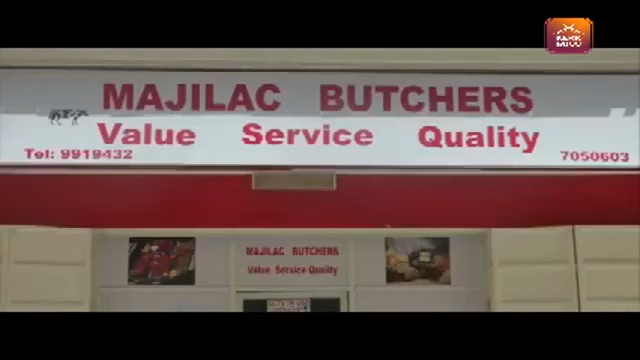 MAJILAC BUTCHERS
Value Service Quality
Tel: 9919432
7050603
MAJILAC BUTCHERS
Value Service Quality